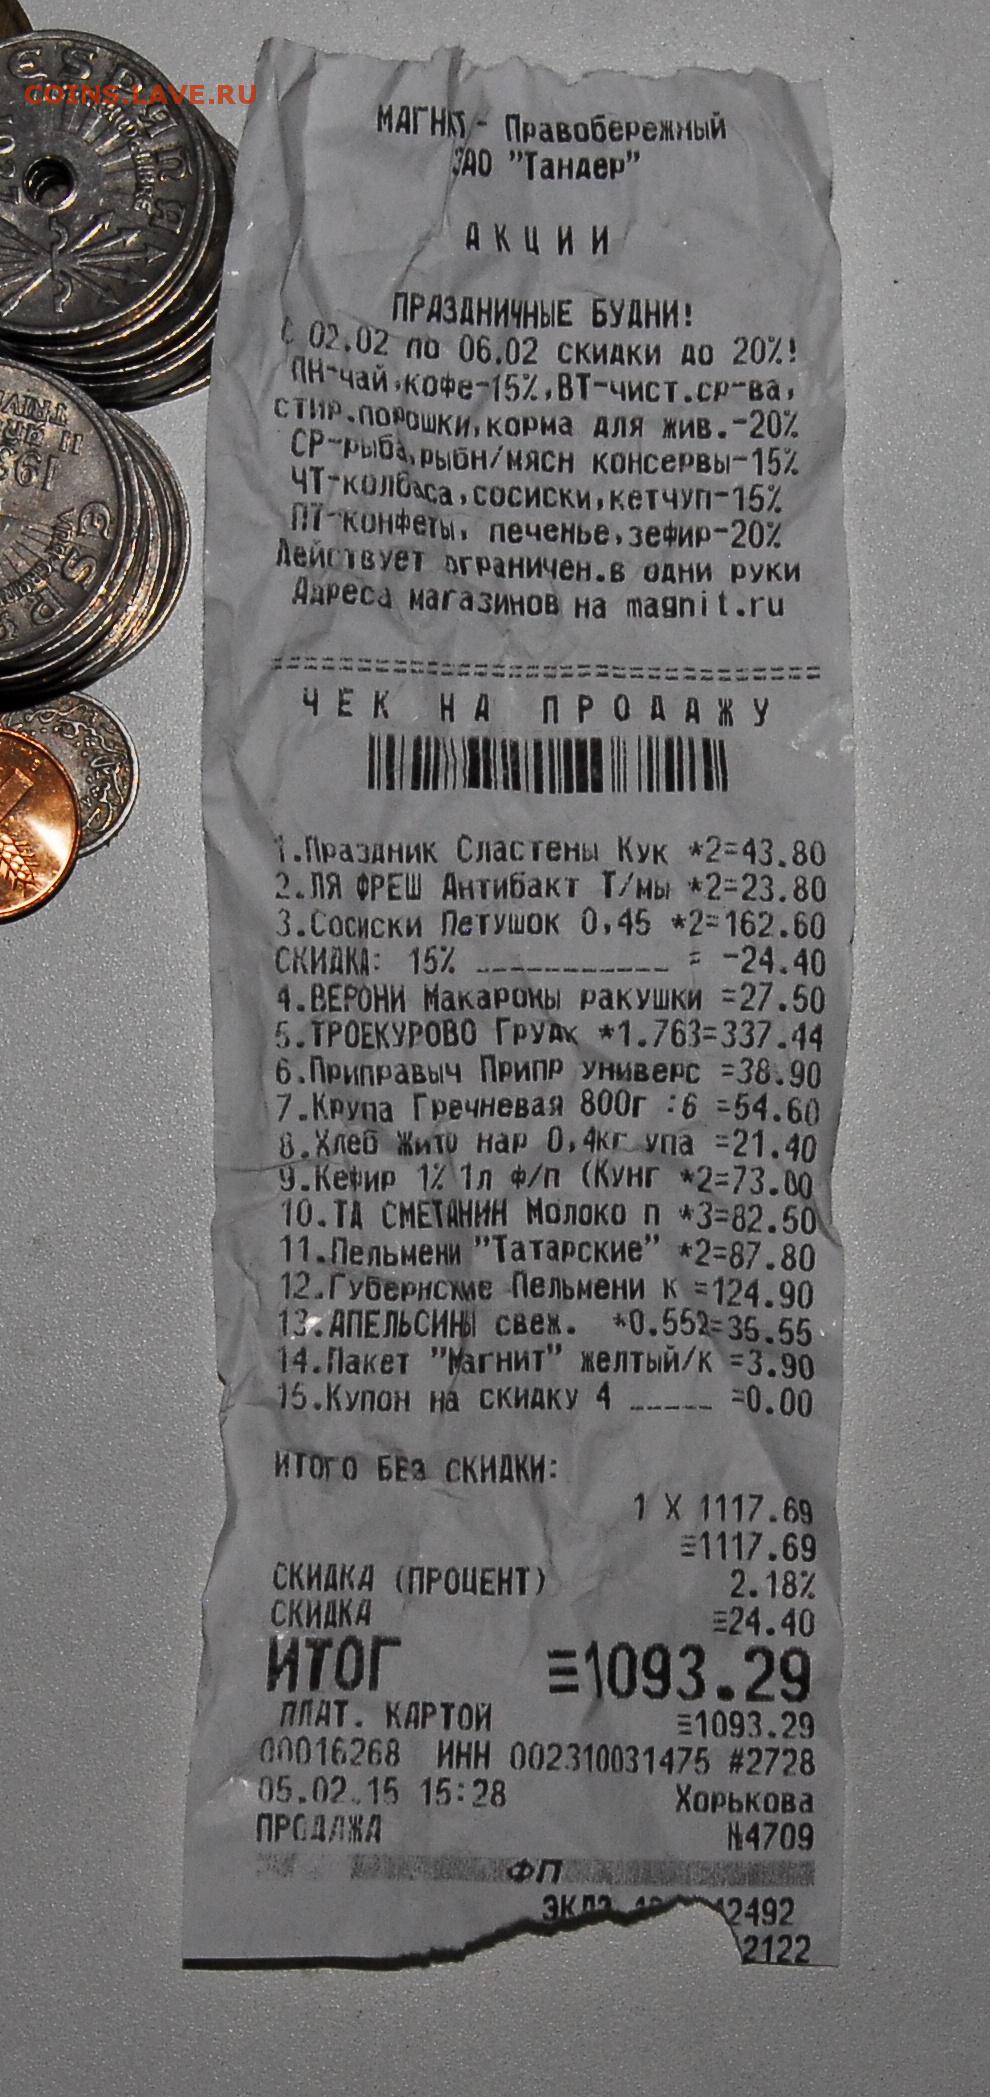 COINS.LAVE.RU
МАГНИТ - Правобережный
ЗАО "Тандер"
АКЦИИ
ПРАЗДНИЧНЫЕ БУДНИ!
С 02.02 по 06.02 скидки до 20%!
ПН-чай,кофе-15%,ВТ-чист.ср-ва,
стир.порошки,корма для жив.-20%
СР-рыба,рыбн/мясн консервы-15%
ЧТ-колбаса,сосиски,кетчуп-15%
ПТ-конфеты, печенье,зефир-20%
Действует ограничен.в одни руки
Адреса магазинов на magnit.ru
ЧЕК НА ПРОДАЖУ
1.Праздник Сластены Кук *2=43.80
2.ЛЯ ФРЕШ Антибакт Т/мы *2=23.80
3.Сосиски Петушок 0,45 *2=162.60
СКИДКА: 15% ___________ = -24.40
4.ВЕРОНИ Макароны ракушки =27.50
5.ТРОЕКУРОВО Грудк *1.763=337.44
6.Приправыч Припр универс =38.90
7.Крупа Гречневая 800г :6 =54.60
8.Хлеб Жито нар 0,4кг упа =21.40
9.Кефир 1% 1л ф/п (Кунг *2=73.00
10.ТА СМЕТАНИН Молоко п *3=82.50
11.Пельмени "Татарские" *2=87.80
12.Губернские Пельмени к =124.90
13.АПЕЛЬСИНЫ свеж. *0.552=35.55
14.Пакет "Магнит" желтый/к =3.90
15.Купон на скидку 4 _____ =0.00
ИТОГО БЕЗ СКИДКИ:
1 X 1117.69
≡1117.69
СКИДКА (ПРОЦЕНТ) 2.18%
СКИДКА ≡24.40
ИТОГ ≡1093.29
ПЛАТ. КАРТОЙ ≡1093.29
00016268 ИНН 002310031475 #2728
05.02.15 15:28 Хорькова
ПРОДАЖА №4709
ФП
ЭКЛЗ 2492
2122
ESPAÑA